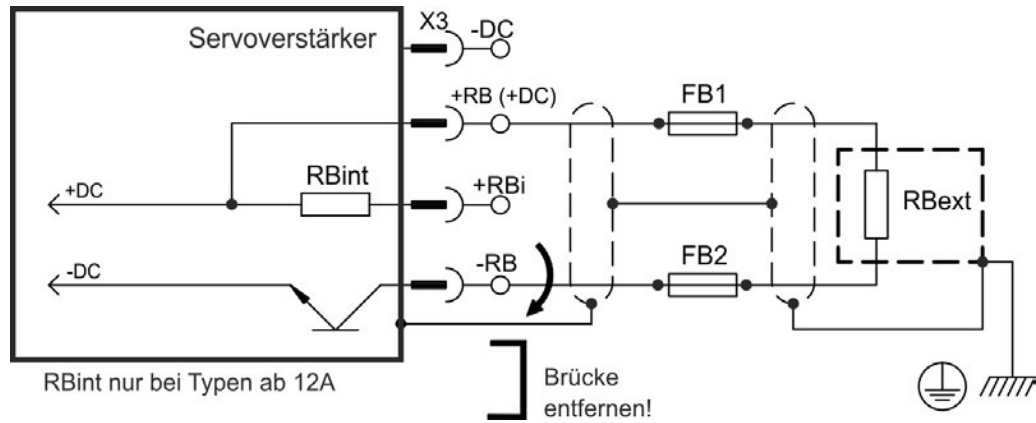 Servoverstärker
X3
-DC
+RB (+DC)
FB1
+DC
RBint
+RBi
RBext
-DC
-RB
FB2
RBint nur bei Typen ab 12A
Brücke
entfernen!